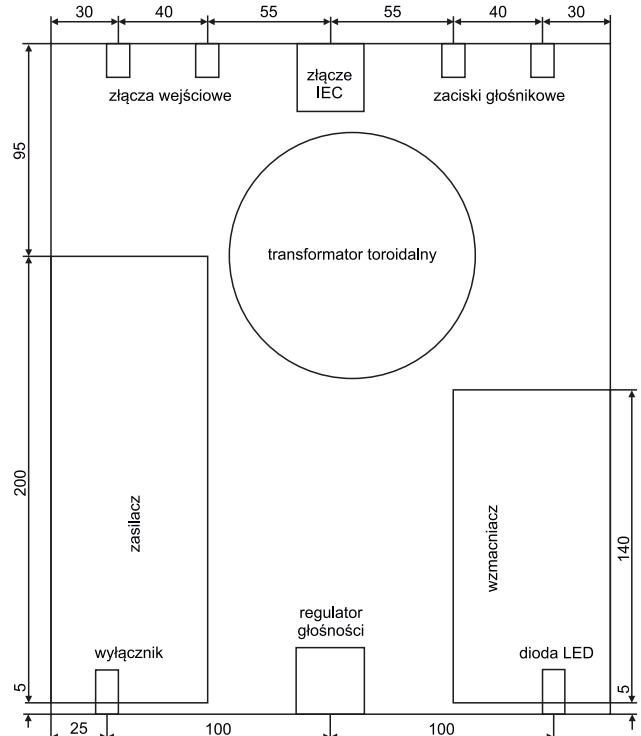 30 40 55 55 40 30
złącza wejściowe
złącze
IEC
zaciski głośnikowe
95
transformator toroidalny
200
zasilacz
wzmacniacz
140
regulator
głośności
wyłącznik
dioda LED
5
5
25 100 100